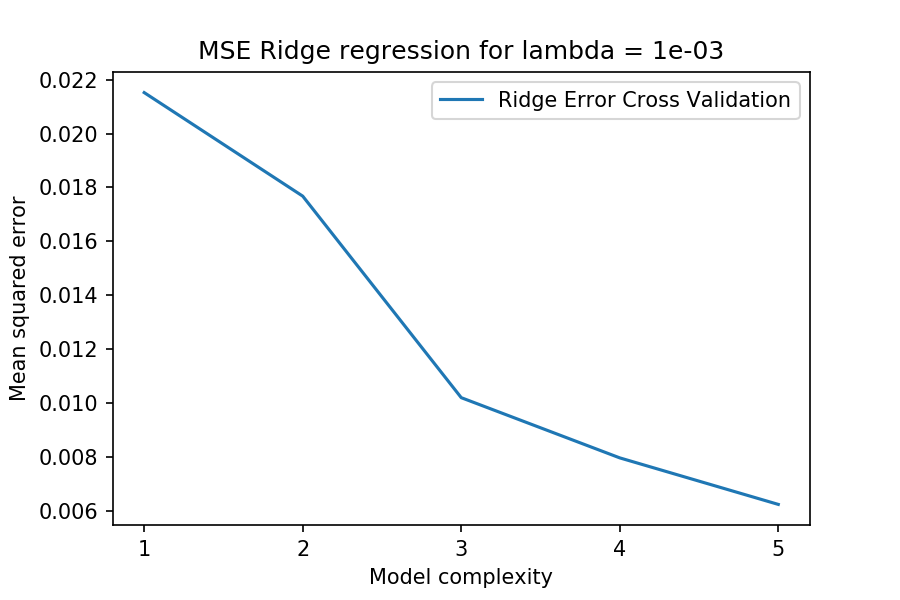 MSE Ridge regression for lambda = 1e-03
Ridge Error Cross Validation
Mean squared error
0.022
0.020
0.018
0.016
0.014
0.012
0.010
0.008
0.006
1 2 3 4 5
Model complexity